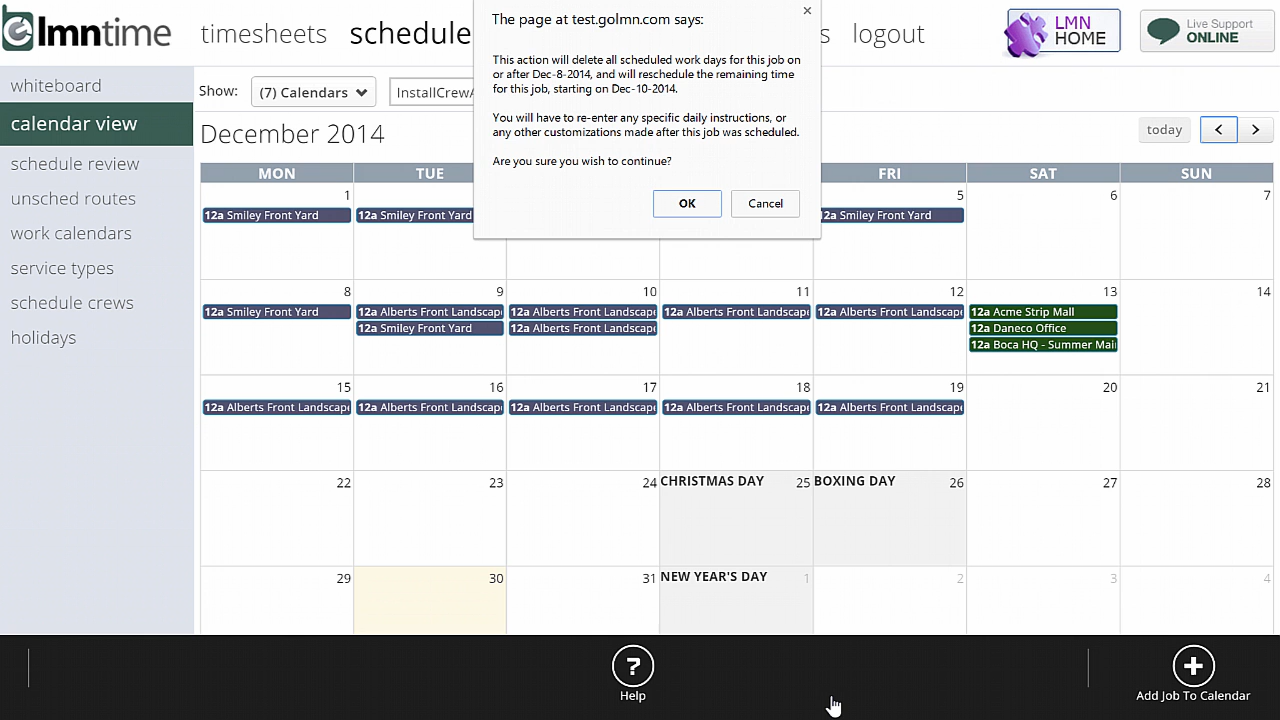 lmntime timesheets schedule s logout LMN HOME Live Support ONLINE
The page at test.golmn.com says:
This action will delete all scheduled work days for this job on
or after Dec-8-2014, and will reschedule the remaining time
for this job, starting on Dec-10-2014.
You will have to re-enter any specific daily instructions, or
any other customizations made after this job was scheduled.
Are you sure you wish to continue?
OK Cancel
whiteboard
calendar view
schedule review
unsched routes
work calendars
service types
schedule crews
holidays
Show: (7) Calendars InstallCrewA
December 2014
today < >
MON TUE FRI SAT SUN
1 5 6 7
12a Smiley Front Yard 12a Smiley Front Yard 12a Smiley Front Yard
8 9 10 11 12 13 14
12a Smiley Front Yard 12a Alberts Front Landscape 12a Alberts Front Landscape 12a Alberts Front Landscape 12a Alberts Front Landscape 12a Acme Strip Mall
12a Smiley Front Yard 12a Alberts Front Landscape 12a Daneco Office
12a Boca HQ - Summer Mai
15 16 17 18 19 20 21
12a Alberts Front Landscape 12a Alberts Front Landscape 12a Alberts Front Landscape 12a Alberts Front Landscape 12a Alberts Front Landscape
22 23 24 CHRISTMAS DAY 25 BOXING DAY 26 27 28
29 30 31 NEW YEAR'S DAY 1 2 3 4
? Help
+ Add Job To Calendar